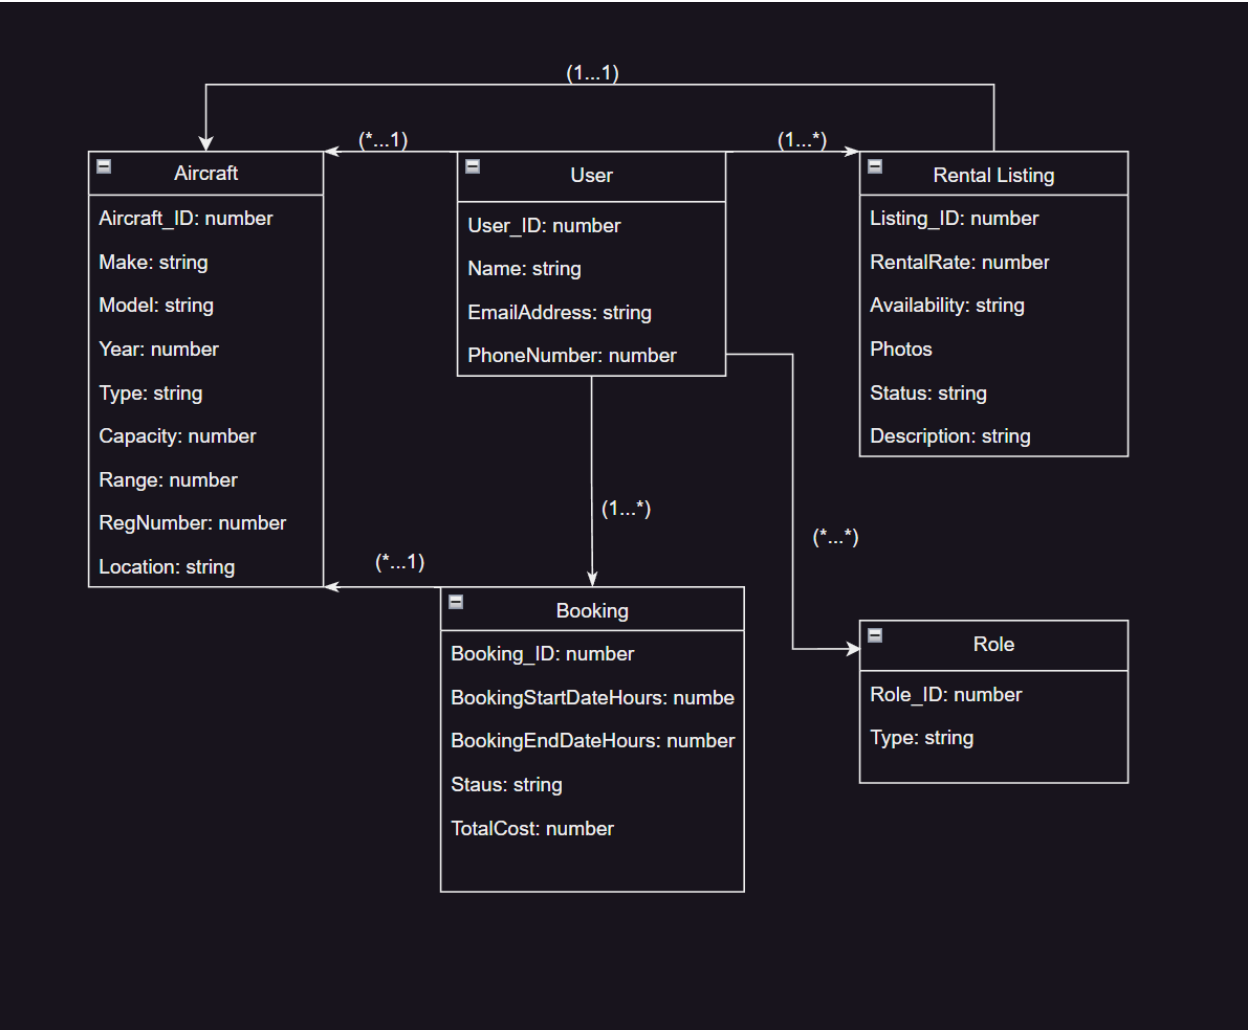 (1...1)
(*...1)
(1...*)
Aircraft
Aircraft_ID: number
Make: string
Model: string
Year: number
Type: string
Capacity: number
Range: number
RegNumber: number
Location: string
User
User_ID: number
Name: string
EmailAddress: string
PhoneNumber: number
Rental Listing
Listing_ID: number
RentalRate: number
Availability: string
Photos
Status: string
Description: string
(1...*)
(*...*)
(*...1)
Booking
Booking_ID: number
BookingStartDateHours: numbe
BookingEndDateHours: number
Staus: string
TotalCost: number
Role
Role_ID: number
Type: string